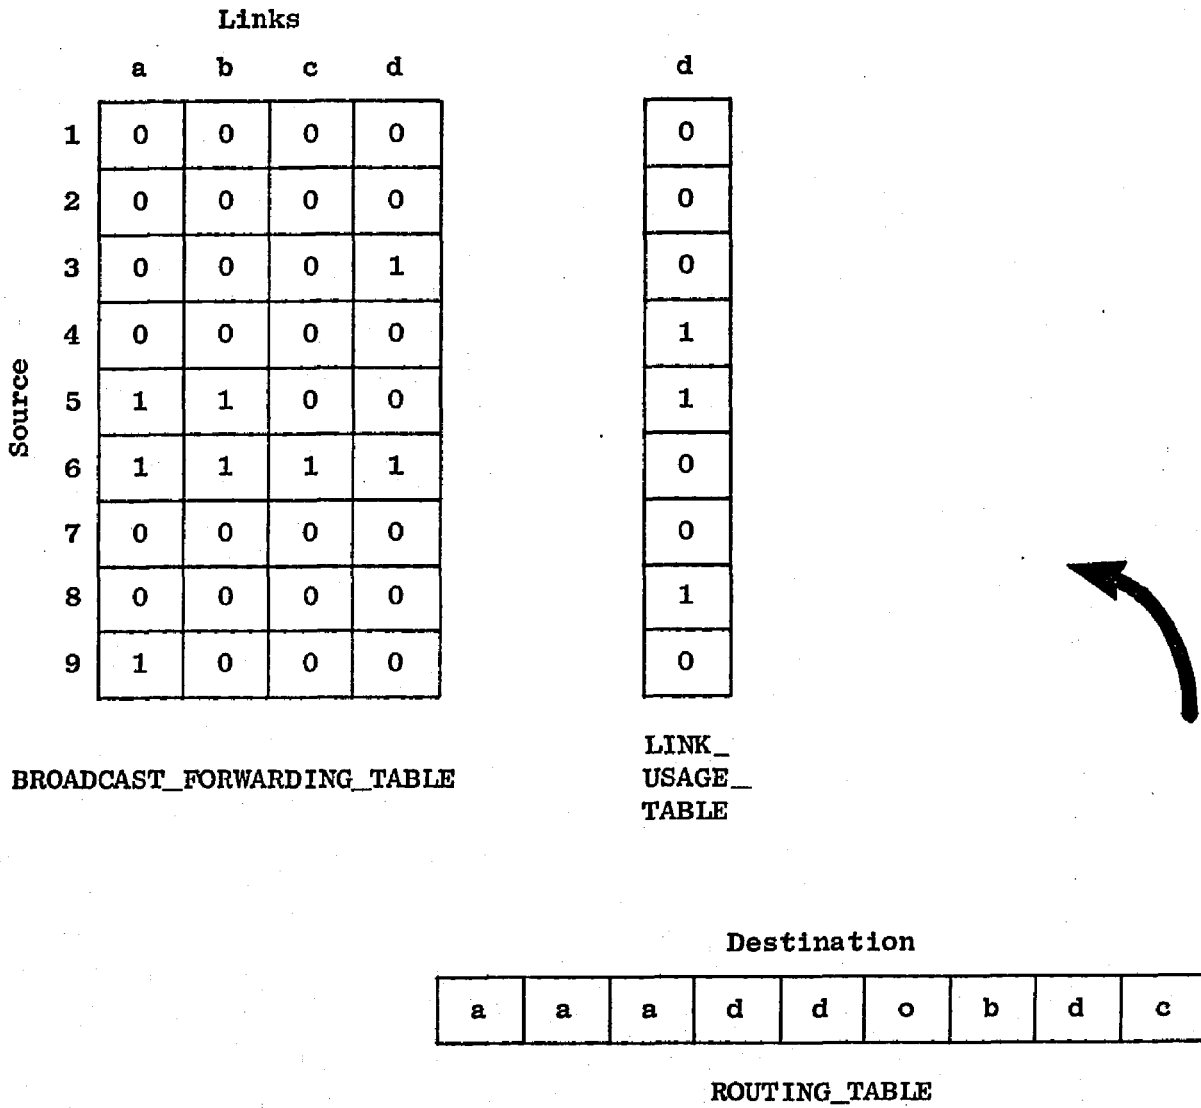 Links
a b c d
1 0 0 0 0
2 0 0 0 0
3 0 0 0 1
4 0 0 0 0
5 1 1 0 0
6 1 1 1 1
7 0 0 0 0
8 0 0 0 0
9 1 0 0 0
Source
BROADCAST_FORWARDING_TABLE
d
0
0
0
1
1
0
0
1
0
LINK_
USAGE_
TABLE
Destination
a a a d d o b d c
ROUTING_TABLE